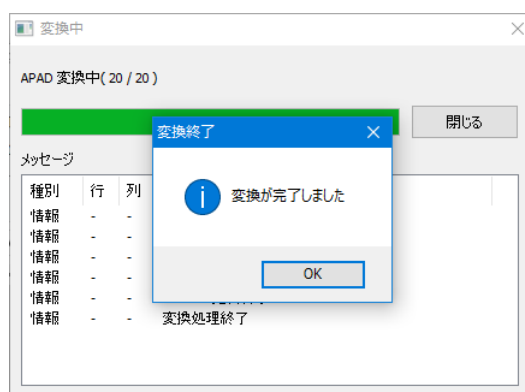 変換中
APAD 変換中( 20 / 20 )
閉じる
変換終了
メッセージ
種別 行 列
変換が完了しました
情報 - -
情報 - -
情報 - -
情報 - -
OK
情報 - -
情報 - - 変換処理終了